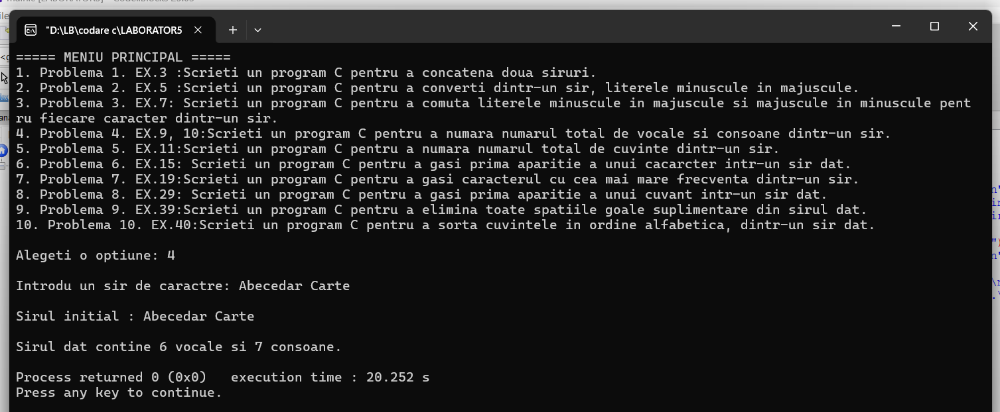 "D:\LB\codare c\LABORATOR5
===== MENIU PRINCIPAL =====
1. Problema 1. EX.3 :Scrieti un program C pentru a concatena doua siruri.
2. Problema 2. EX.5 :Scrieti un program C pentru a converti dintr-un sir, literele minuscule in majuscule.
3. Problema 3. EX.7: Scrieti un program C pentru a comuta literele minuscule in majuscule si majuscule in minuscule pent
ru fiecare caracter dintr-un sir.
4. Problema 4. EX.9, 10:Scrieti un program C pentru a numara numarul total de vocale si consoane dintr-un sir.
5. Problema 5. EX.11:Scrieti un program C pentru a numara numarul total de cuvinte dintr-un sir.
6. Problema 6. EX.15: Scrieti un program C pentru a gasi prima aparitie a unui cacarcter intr-un sir dat.
7. Problema 7. EX.19:Scrieti un program C pentru a gasi caracterul cu cea mai mare frecventa dintr-un sir.
8. Problema 8. EX.29: Scrieti un program C pentru a gasi prima aparitie a unui cuvant intr-un sir dat.
9. Problema 9. EX.39:Scrieti un program C pentru a elimina toate spatiile goale suplimentare din sirul dat.
10. Problema 10. EX.40:Scrieti un program C pentru a sorta cuvintele in ordine alfabetica, dintr-un sir dat.
Alegeti o optiune: 4
Introdu un sir de caractre: Abecedar Carte
Sirul initial : Abecedar Carte
Sirul dat contine 6 vocale si 7 consoane.
Process returned 0 (0x0)   execution time : 20.252 s
Press any key to continue.